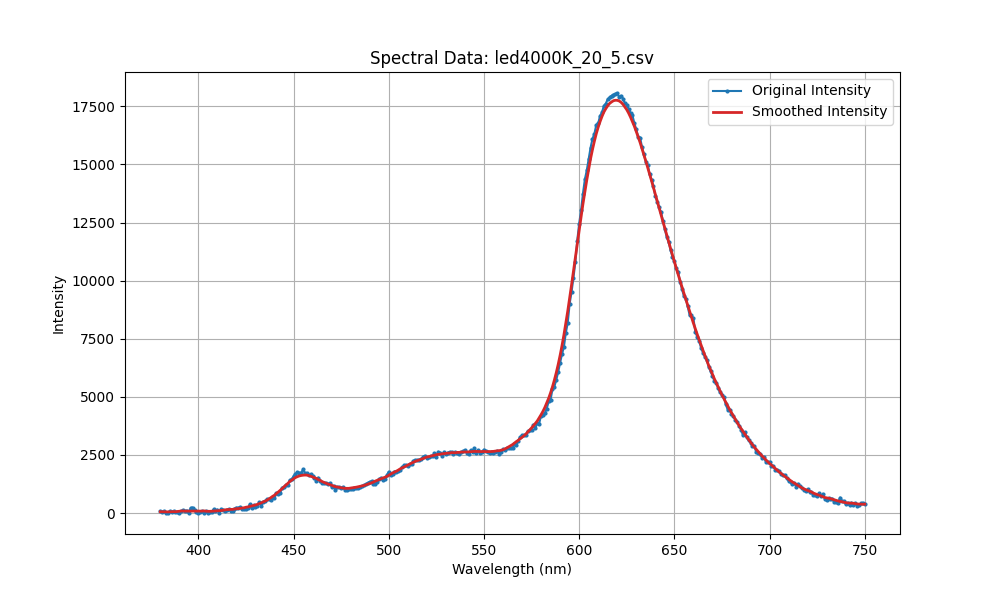 Spectral Data: led4000K_20_5.csv
Original Intensity
Smoothed Intensity
17500
15000
12500
10000
7500
5000
2500
0
Intensity
400 450 500 550 600 650 700 750
Wavelength (nm)